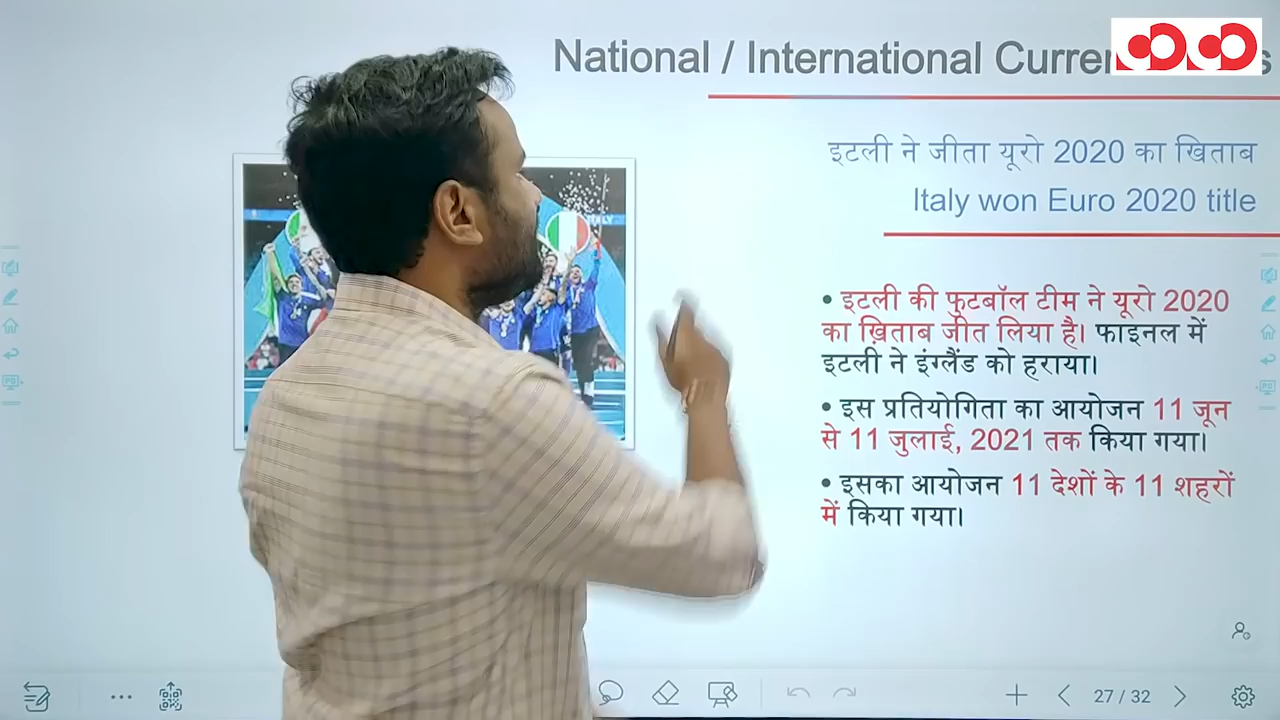 National / International
इटली ने जीता यूरो 2020 का खिताब
Italy won Euro 2020 title
• इटली की फुटबॉल टीम ने यूरो 2020
का ख़िताब जीत लिया है। फाइनल में
इटली ने इंग्लैंड को हराया।
• इस प्रतियोगिता का आयोजन 11 जून
से 11 जुलाई, 2021 तक किया गया।
• इसका आयोजन 11 देशों के 11 शहरों
में किया गया।
27 / 32